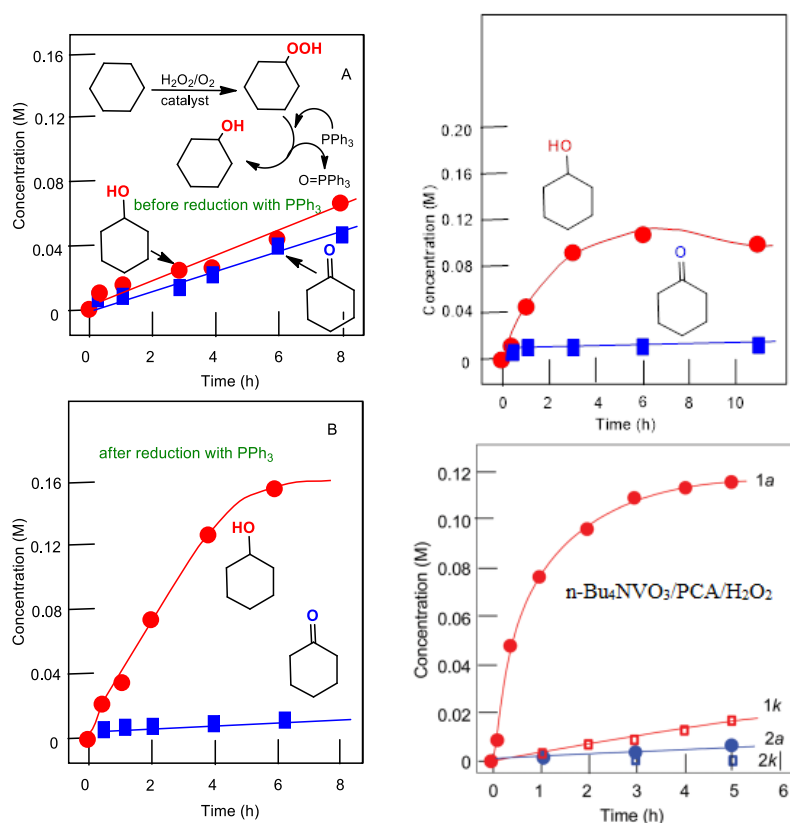 A
0.16
0.12
0.08
0.04
0
Concentration (M)
H₂O₂/O₂
catalyst
OOH
OH
PPh₃
O=PPh₃
HO
before reduction with PPh₃
O
0 2 4 6 8
Time (h)
0.20
0.16
0.12
0.08
0.04
0
Concentration (M)
HO
O
0 2 4 6 8 10
Time (h)
B
after reduction with PPh₃
0.16
0.12
0.08
0.04
0
Concentration (M)
HO
O
0 2 4 6 8
Time (h)
0.12
0.10
0.08
0.06
0.04
0.02
0
Concentration (M)
1a
n-Bu₄NVO₃/PCA/H₂O₂
1k
2a
2k
0 1 2 3 4 5 6
Time (h)